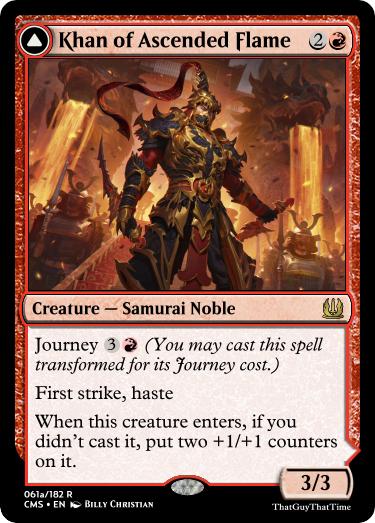 Khan of Ascended Flame 2
Creature — Samurai Noble
Journey 3 (You may cast this spell
transformed for its Journey cost.)
First strike, haste
When this creature enters, if you
didn't cast it, put two +1/+1 counters
on it.
3/3
061a/182 R
CMS • EN Billy Christian
ThatGuyThatTime